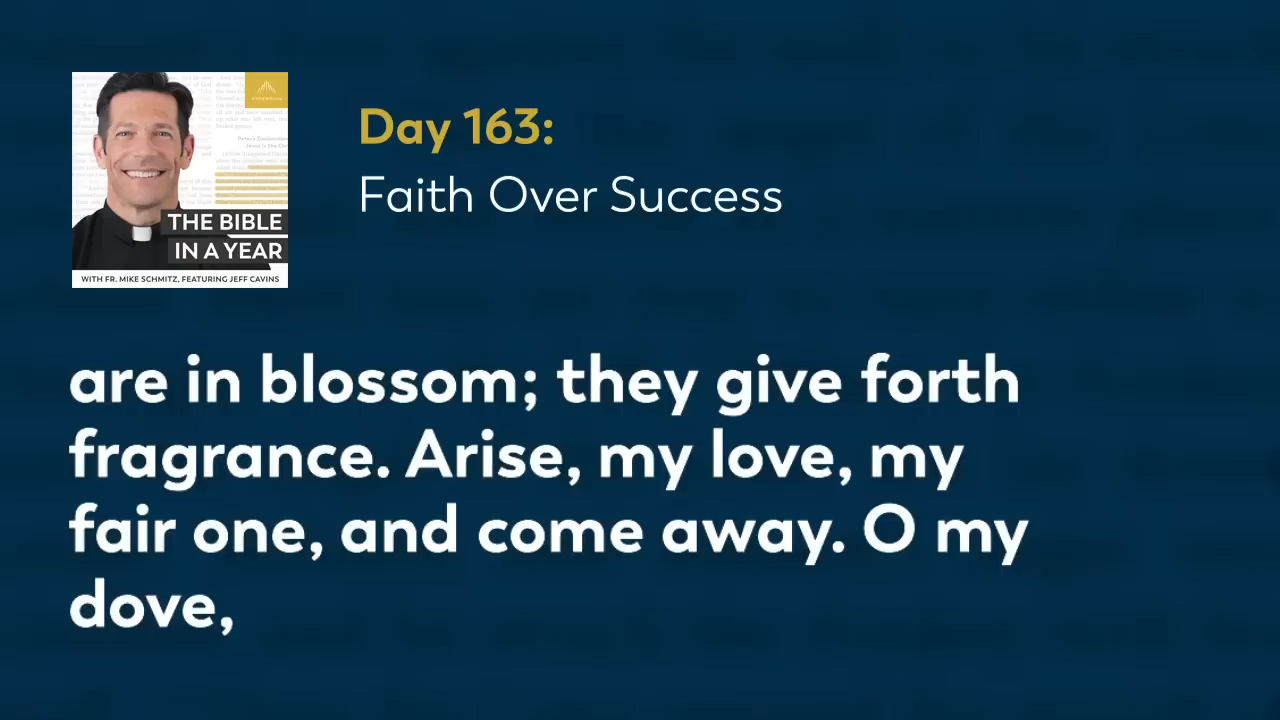 Day 163:
Faith Over Success
THE BIBLE
IN A YEAR
WITH FR. MIKE SCHMITZ, FEATURING JEFF CAVINS
are in blossom; they give forth
fragrance. Arise, my love, my
fair one, and come away. O my
dove,